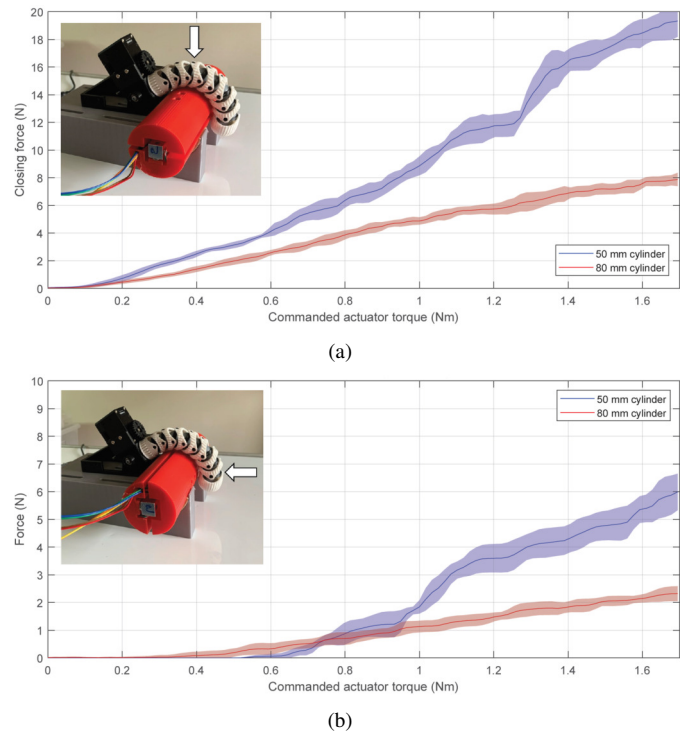 20
18
16
14
12
10
8
6
4
2
0
Closing force (N)
50 mm cylinder
80 mm cylinder
0 0.2 0.4 0.6 0.8 1 1.2 1.4 1.6
Commanded actuator torque (Nm)
(a)
10
9
8
7
6
5
4
3
2
1
0
Force (N)
50 mm cylinder
80 mm cylinder
0 0.2 0.4 0.6 0.8 1 1.2 1.4 1.6
Commanded actuator torque (Nm)
(b)